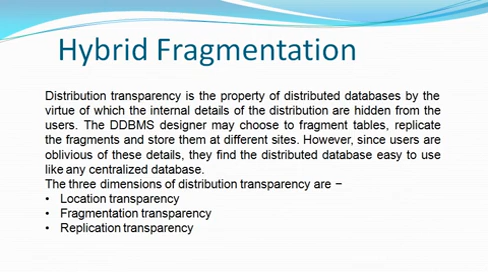 Hybrid Fragmentation
Distribution transparency is the property of distributed databases by the
virtue of which the internal details of the distribution are hidden from the
users. The DDBMS designer may choose to fragment tables, replicate
the fragments and store them at different sites. However, since users are
oblivious of these details, they find the distributed database easy to use
like any centralized database.
The three dimensions of distribution transparency are −
• Location transparency
• Fragmentation transparency
• Replication transparency